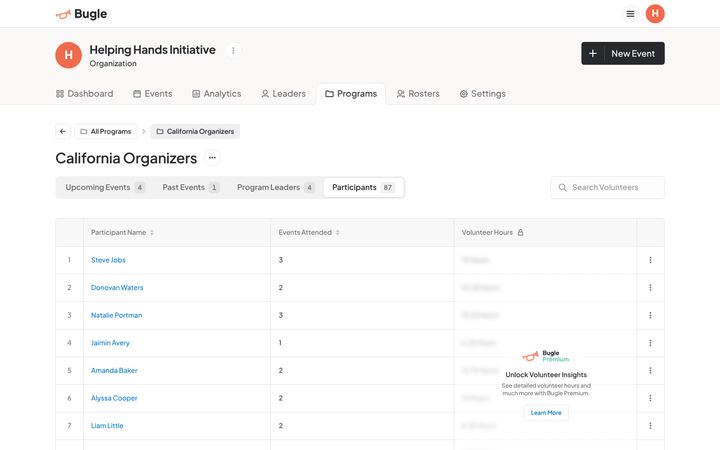 Bugle
H
H
Helping Hands Initiative
Organization
New Event
Dashboard
Events
Analytics
Leaders
Programs
Rosters
Settings
All Programs
California Organizers
California Organizers
Upcoming Events 4
Past Events 1
Program Leaders 4
Participants 87
Search Volunteers
Participant Name
Events Attended
Volunteer Hours
1 Steve Jobs 3
2 Donovan Waters 2
3 Natalie Portman 3
4 Jaimin Avery 1
5 Amanda Baker 2
6 Alyssa Cooper 2
7 Liam Little 2
Bugle
Premium
Unlock Volunteer Insights
See detailed volunteer hours and
much more with Bugle Premium.
Learn More